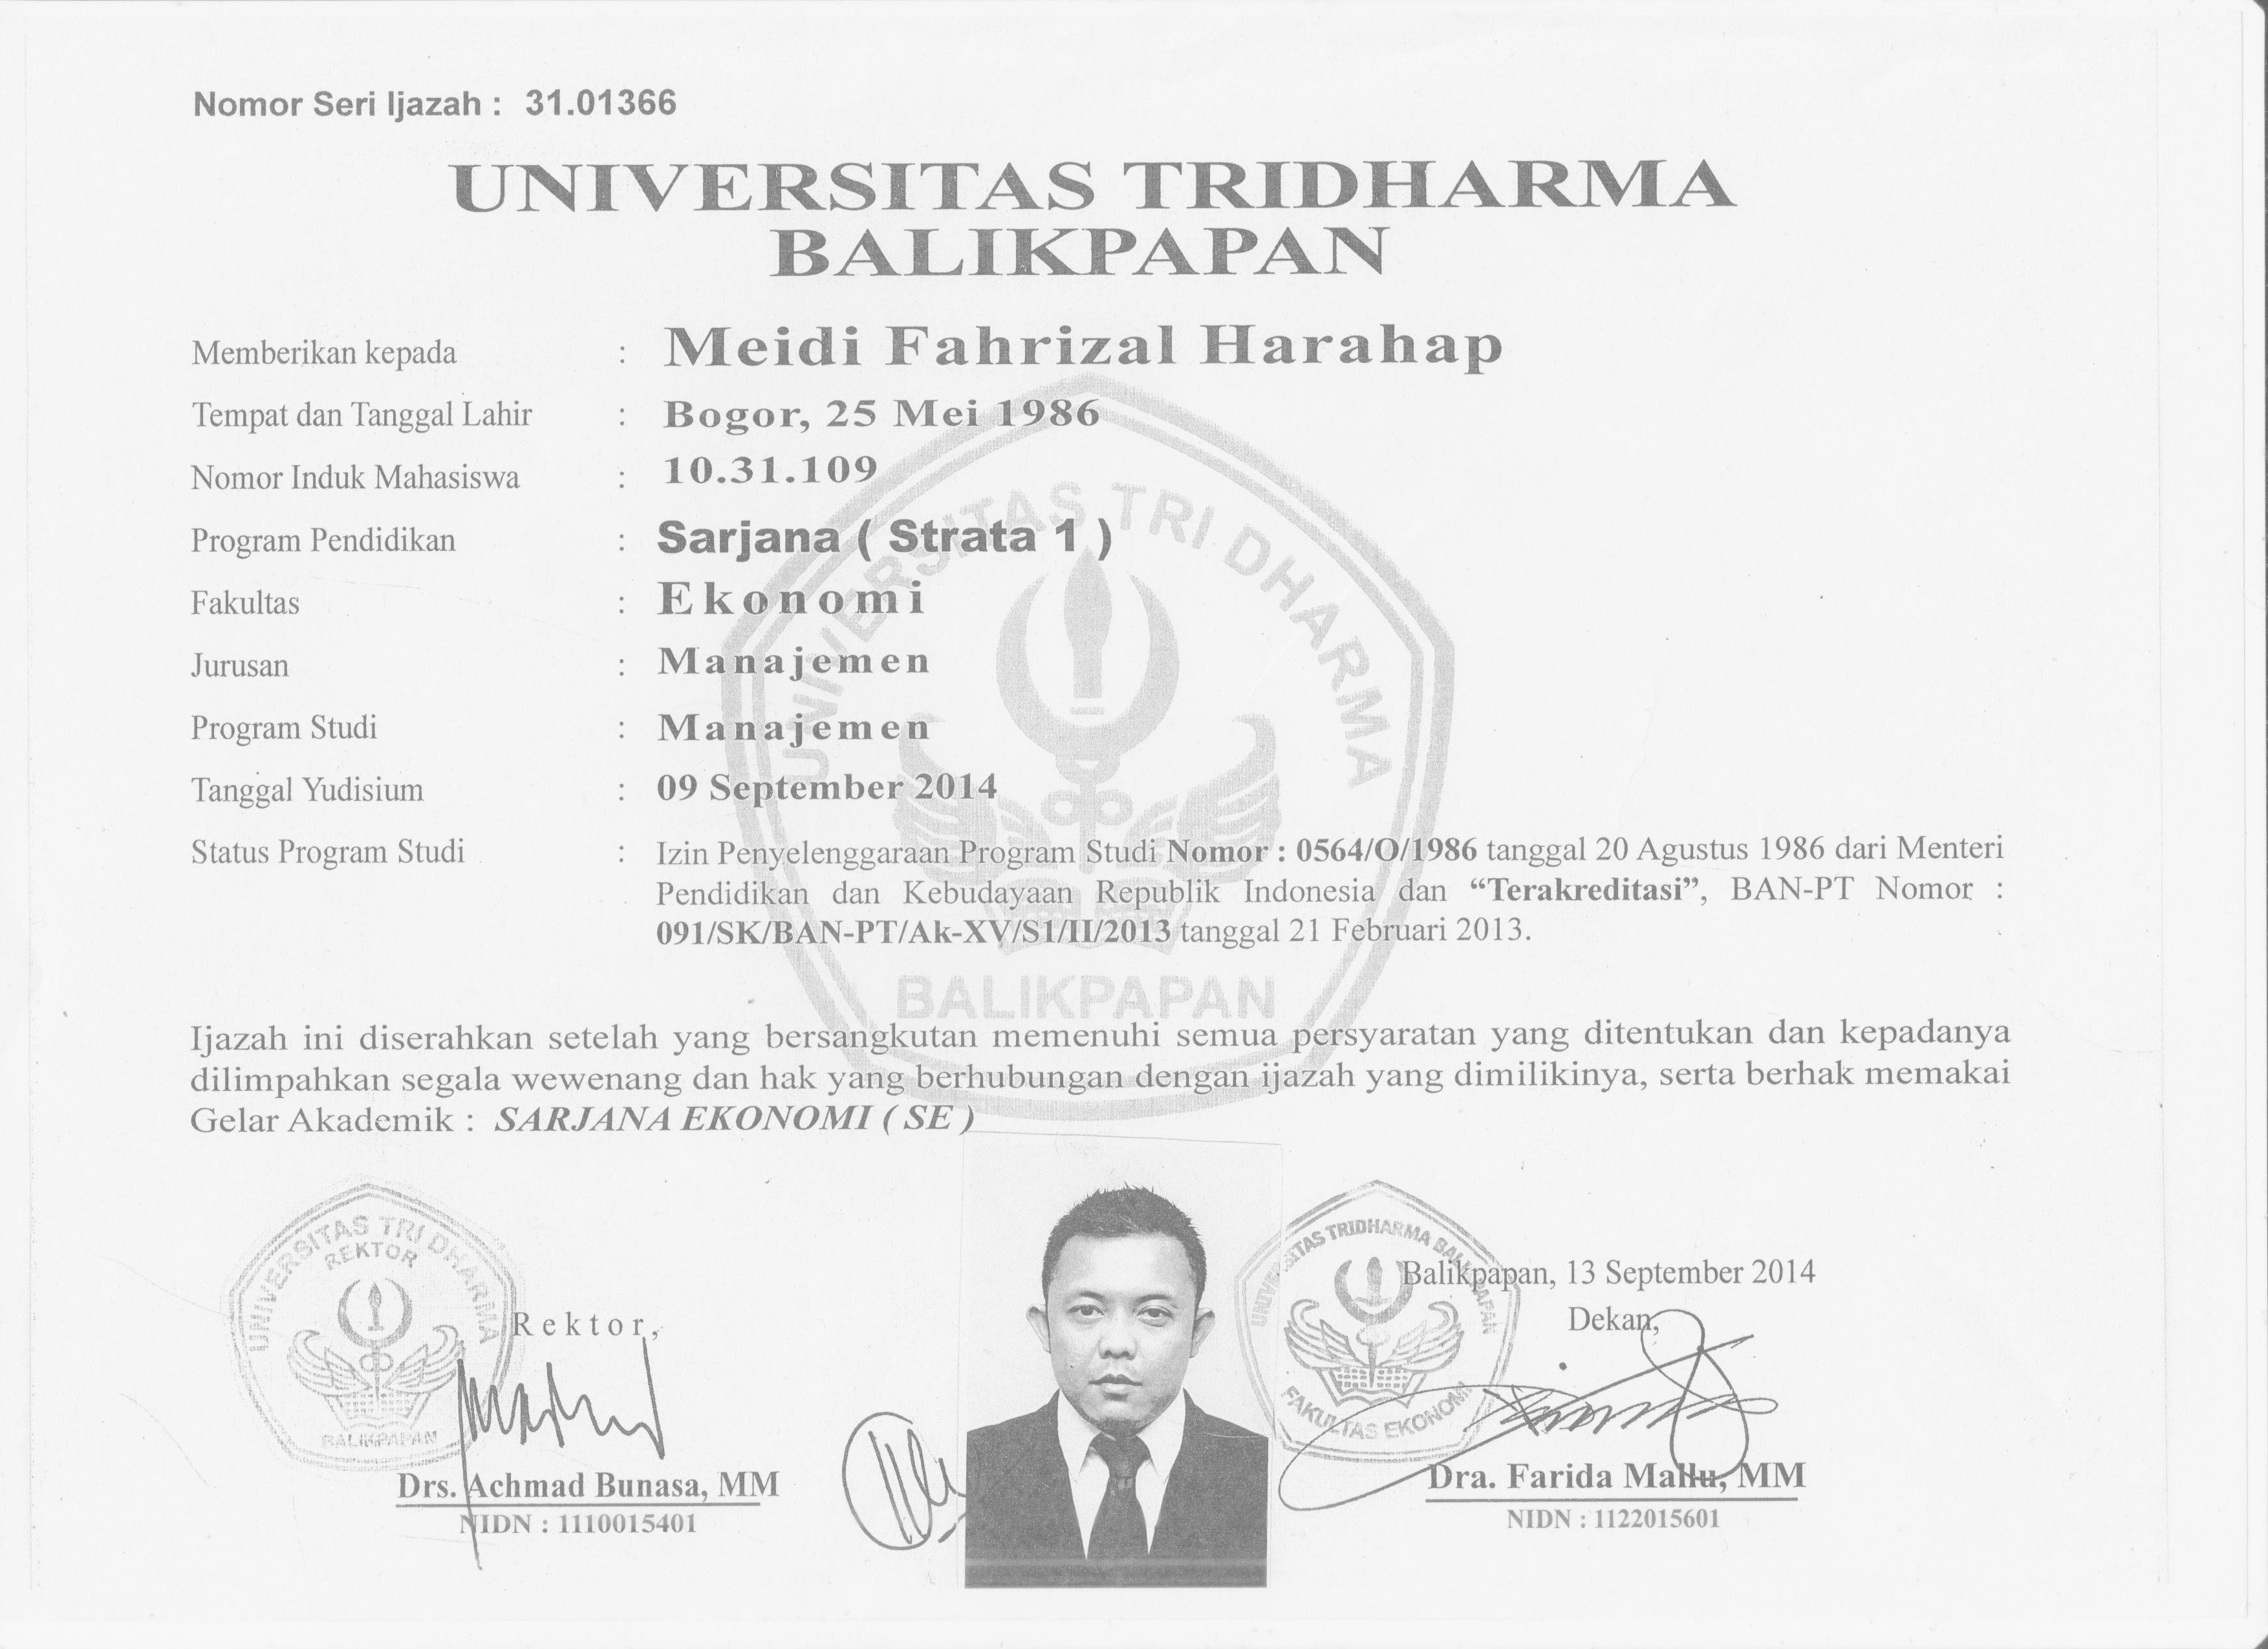 Nomor Seri Ijazah : 31.01366
UNIVERSITAS TRIDHARMA
BALIKPAPAN
Memberikan kepada : Meidi Fahrizal Harahap
Tempat dan Tanggal Lahir : Bogor, 25 Mei 1986
Nomor Induk Mahasiswa : 10.31.109
Program Pendidikan : Sarjana ( Strata 1 )
Fakultas : Ekonomi
Jurusan : Manajemen
Program Studi : Manajemen
Tanggal Yudisium : 09 September 2014
Status Program Studi : Izin Penyelenggaraan Program Studi Nomor : 0564/O/1986 tanggal 20 Agustus 1986 dari Menteri
Pendidikan dan Kebudayaan Republik Indonesia dan “Terakreditasi”, BAN-PT Nomor :
091/SK/BAN-PT/Ak-XV/S1/II/2013 tanggal 21 Februari 2013.
UNIVERSITAS TRI DHARMA
BALIKPAPAN
Ijazah ini diserahkan setelah yang bersangkutan memenuhi semua persyaratan yang ditentukan dan kepadanya
dilimpahkan segala wewenang dan hak yang berhubungan dengan ijazah yang dimilikinya, serta berhak memakai
Gelar Akademik : SARJANA EKONOMI ( SE )
UNIVERSITAS TRI DHARMA
REKTOR
BALIKPAPAN
Rektor,
Drs. Achmad Bunasa, MM
NIDN : 1110015401
UNIVERSITAS TRIDHARMA BALIKPAPAN
FAKULTAS EKONOMI
Balikpapan, 13 September 2014
Dekan,
Dra. Farida Mallu, MM
NIDN : 1122015601